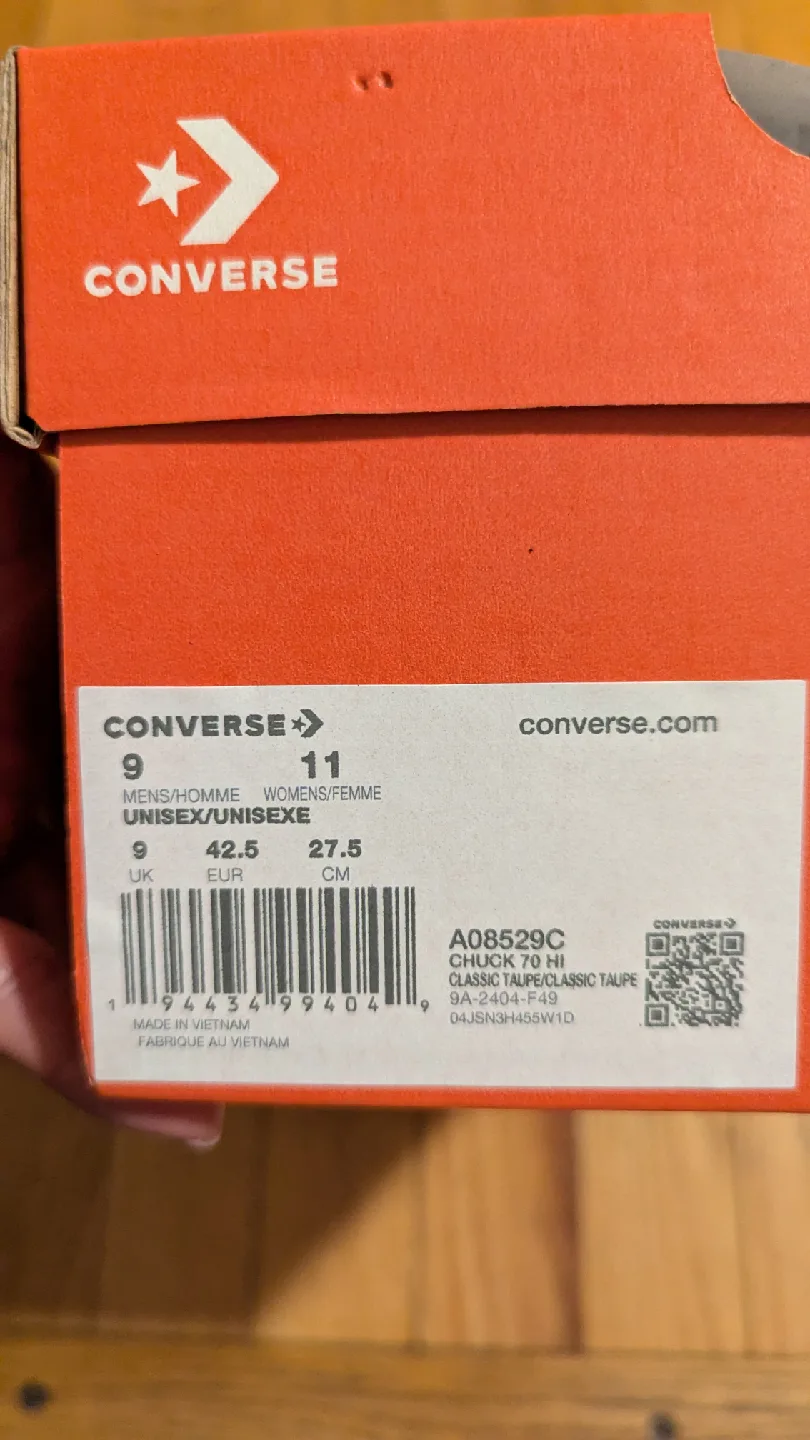 CONVERSE
CONVERSE
converse.com
9 11
MENS/HOMME WOMENS/FEMME
UNISEX/UNISEXE
9 42.5 27.5
UK EUR CM
1 94434 99404 9
MADE IN VIETNAM
FABRIQUE AU VIETNAM
A08529C
CHUCK 70 HI
CLASSIC TAUPE/CLASSIC TAUPE
9A-2404-F49
04JSN3H455W1D
CONVERSE